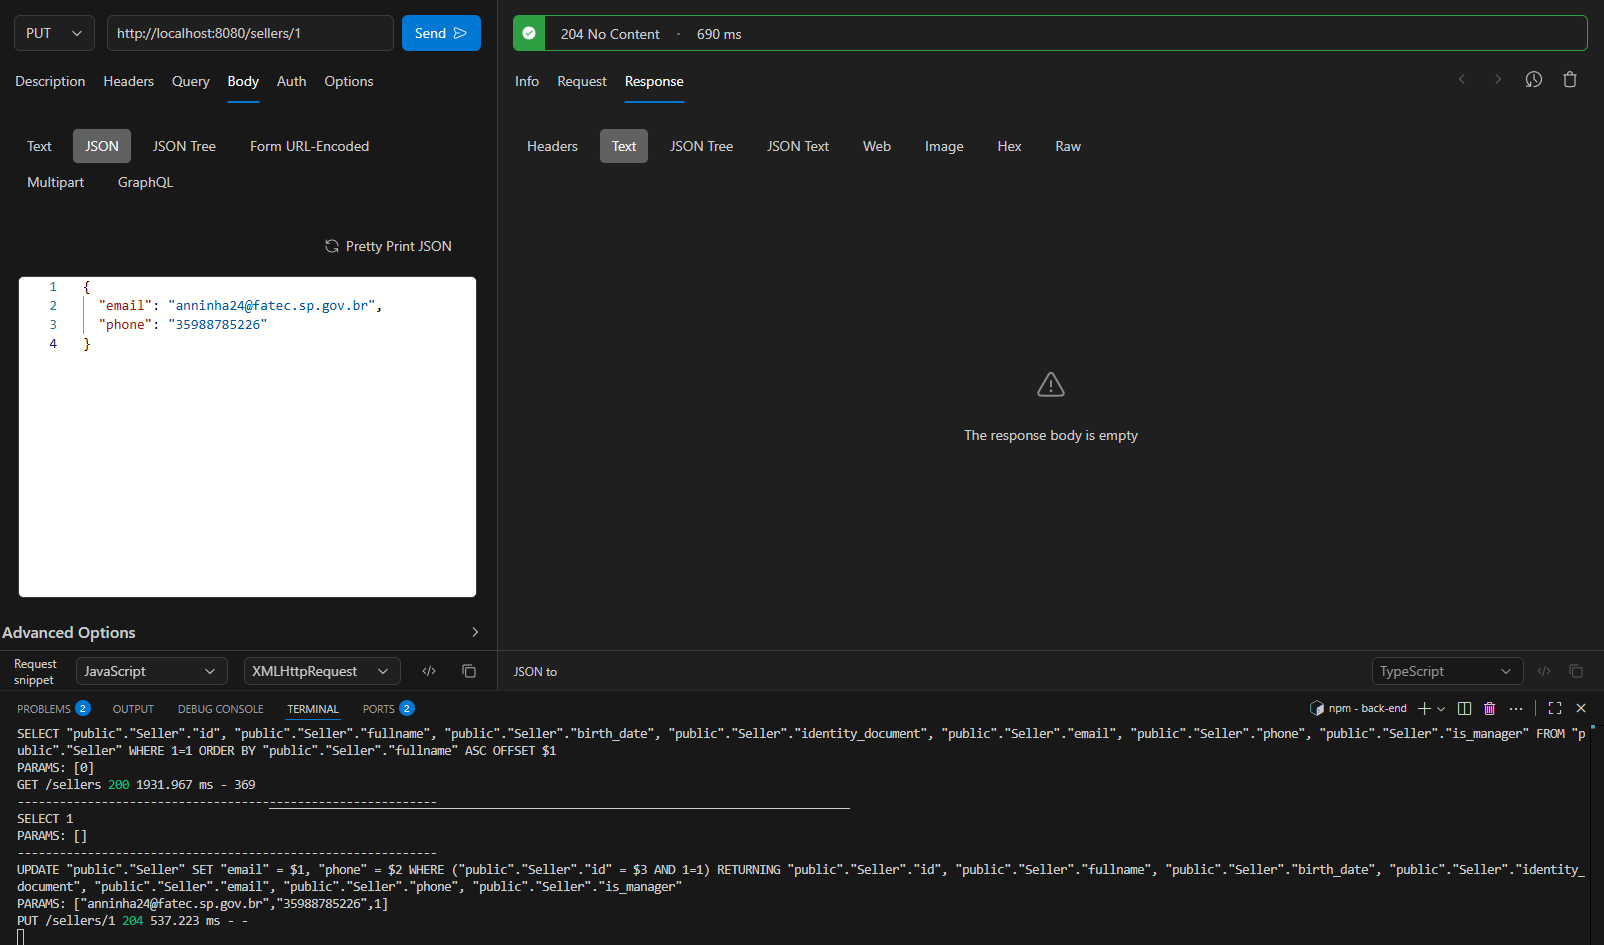 PUT
http://localhost:8080/sellers/1
Send
Description Headers Query Body Auth Options
Text JSON JSON Tree Form URL-Encoded
Multipart GraphQL
Pretty Print JSON
1 {
2 "email": "anninha24@fatec.sp.gov.br",
3 "phone": "35988785226"
4 }
Advanced Options
Request snippet
JavaScript
XMLHttpRequest
204 No Content · 690 ms
Info Request Response
Headers Text JSON Tree JSON Text Web Image Hex Raw
The response body is empty
JSON to
TypeScript
PROBLEMS 2 OUTPUT DEBUG CONSOLE TERMINAL PORTS 2
npm - back-end
SELECT "public"."Seller"."id", "public"."Seller"."fullname", "public"."Seller"."birth_date", "public"."Seller"."identity_document", "public"."Seller"."email", "public"."Seller"."phone", "public"."Seller"."is_manager" FROM "p
ublic"."Seller" WHERE 1=1 ORDER BY "public"."Seller"."fullname" ASC OFFSET $1
PARAMS: [0]
GET /sellers 200 1931.967 ms - 369
------------------------------------------------------------
SELECT 1
PARAMS: []
------------------------------------------------------------
UPDATE "public"."Seller" SET "email" = $1, "phone" = $2 WHERE ("public"."Seller"."id" = $3 AND 1=1) RETURNING "public"."Seller"."id", "public"."Seller"."fullname", "public"."Seller"."birth_date", "public"."Seller"."identity_
document", "public"."Seller"."email", "public"."Seller"."phone", "public"."Seller"."is_manager"
PARAMS: ["anninha24@fatec.sp.gov.br","35988785226",1]
PUT /sellers/1 204 537.223 ms - -